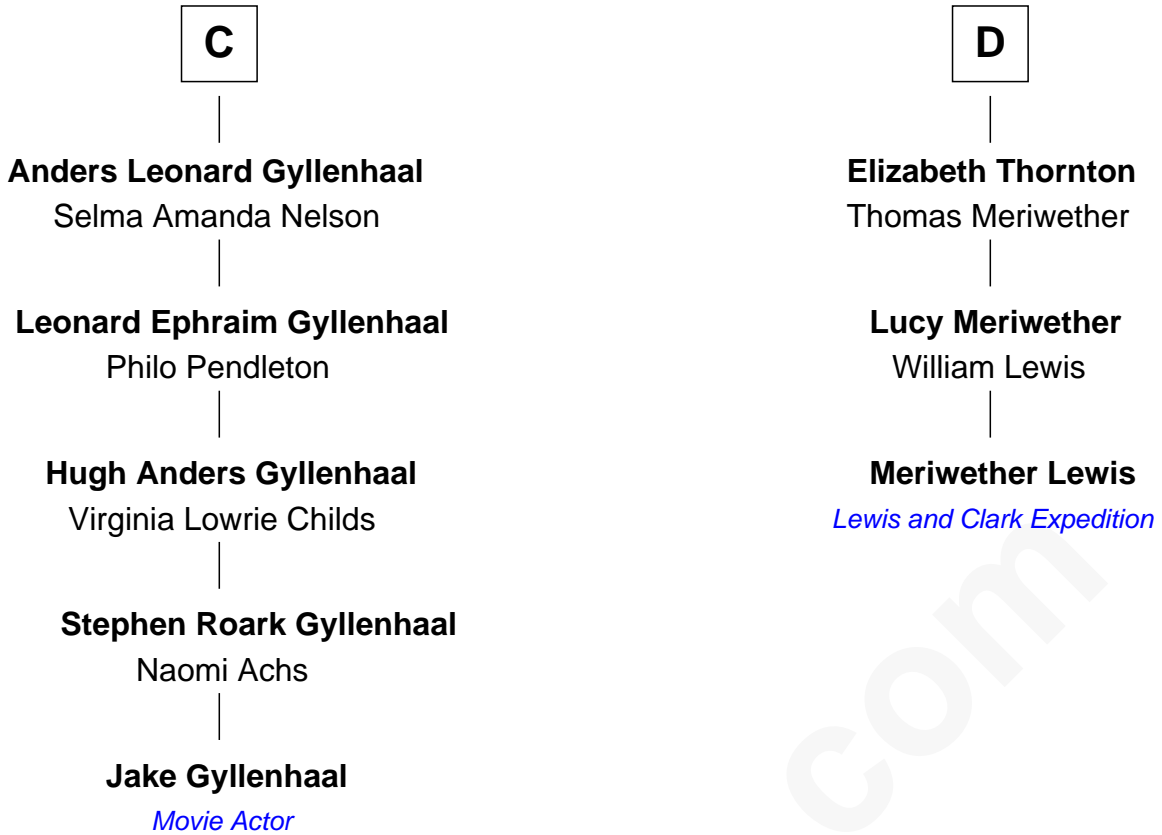 C
Anders Leonard Gyllenhaal
Selma Amanda Nelson
Leonard Ephraim Gyllenhaal
Philo Pendleton
Hugh Anders Gyllenhaal
Virginia Lowrie Childs
Stephen Roark Gyllenhaal
Naomi Achs
Jake Gyllenhaal
Movie Actor
D
Elizabeth Thornton
Thomas Meriwether
Lucy Meriwether
William Lewis
Meriwether Lewis
Lewis and Clark Expedition
com